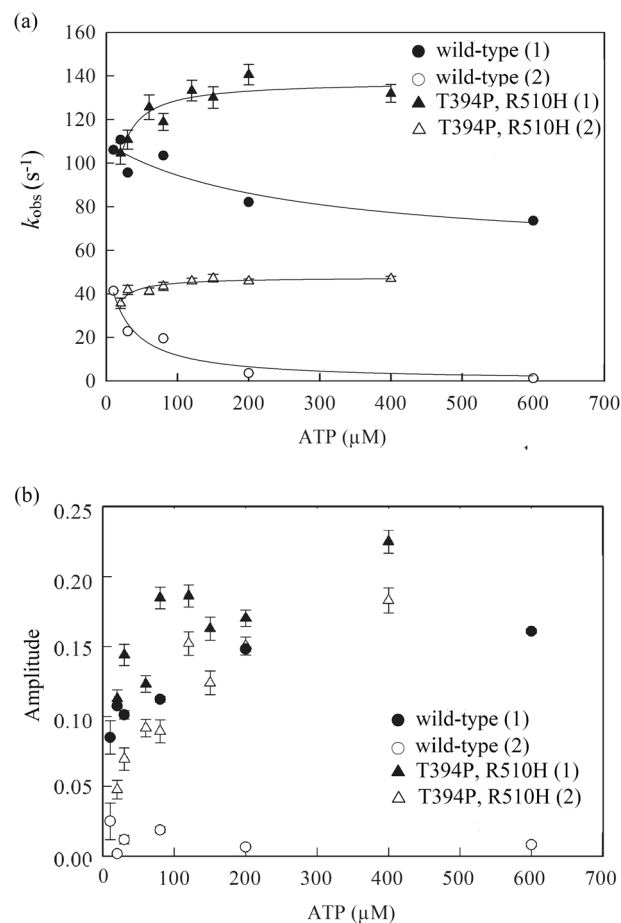 (a)
160
140
120
100
80
60
40
20
0
k_obs (s⁻¹)
wild-type (1)
wild-type (2)
T394P, R510H (1)
T394P, R510H (2)
0 100 200 300 400 500 600 700
ATP (µM)
(b)
0.25
0.20
0.15
0.10
0.05
0.00
Amplitude
wild-type (1)
wild-type (2)
T394P, R510H (1)
T394P, R510H (2)
0 100 200 300 400 500 600 700
ATP (µM)